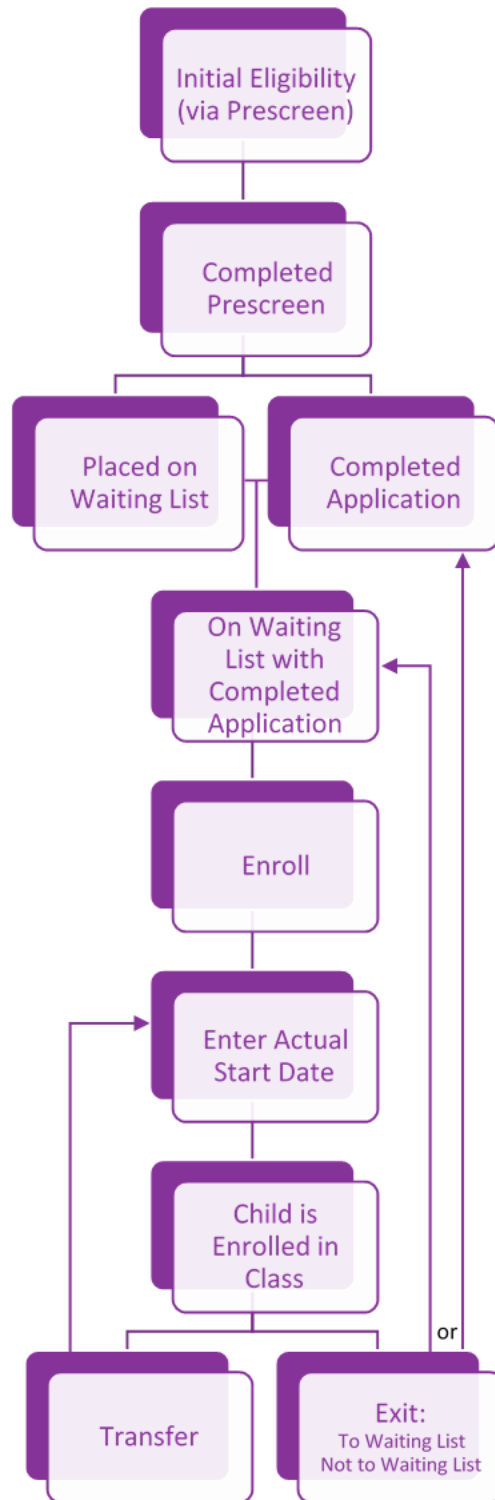 Initial Eligibility
(via Prescreen)
Completed
Prescreen
Placed on
Waiting List
Completed
Application
On Waiting
List with
Completed
Application
Enroll
Enter Actual
Start Date
Child is
Enrolled in
Class
or
Transfer
Exit:
To Waiting List
Not to Waiting List